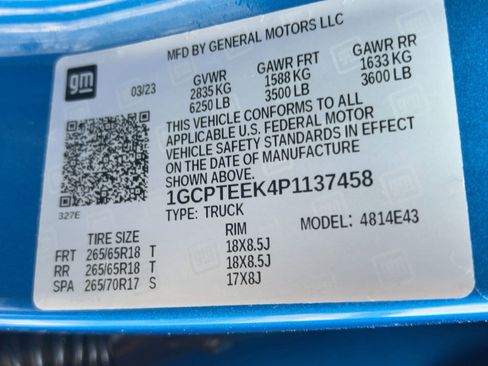 MFD BY GENERAL MOTORS LLC
gm
03/23
GVWR GAWR FRT GAWR RR
2835 KG 1588 KG 1633 KG
6250 LB 3500 LB 3600 LB
THIS VEHICLE CONFORMS TO ALL
APPLICABLE U.S. FEDERAL MOTOR
VEHICLE SAFETY STANDARDS IN EFFECT
ON THE DATE OF MANUFACTURE
SHOWN ABOVE.
1GCPTEEK4P1137458
327E
TYPE: TRUCK MODEL: 4814E43
TIRE SIZE RIM
FRT 265/65R18 T 18X8.5J
RR 265/65R18 T 18X8.5J
SPA 265/70R17 S 17X8J